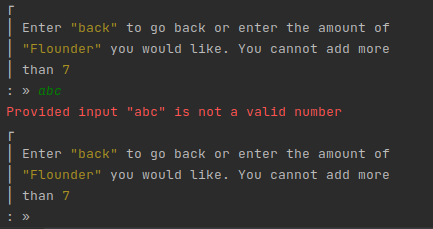 Enter "back" to go back or enter the amount of
"Flounder" you would like. You cannot add more
than 7
: » abc
Provided input "abc" is not a valid number
Enter "back" to go back or enter the amount of
"Flounder" you would like. You cannot add more
than 7
: »